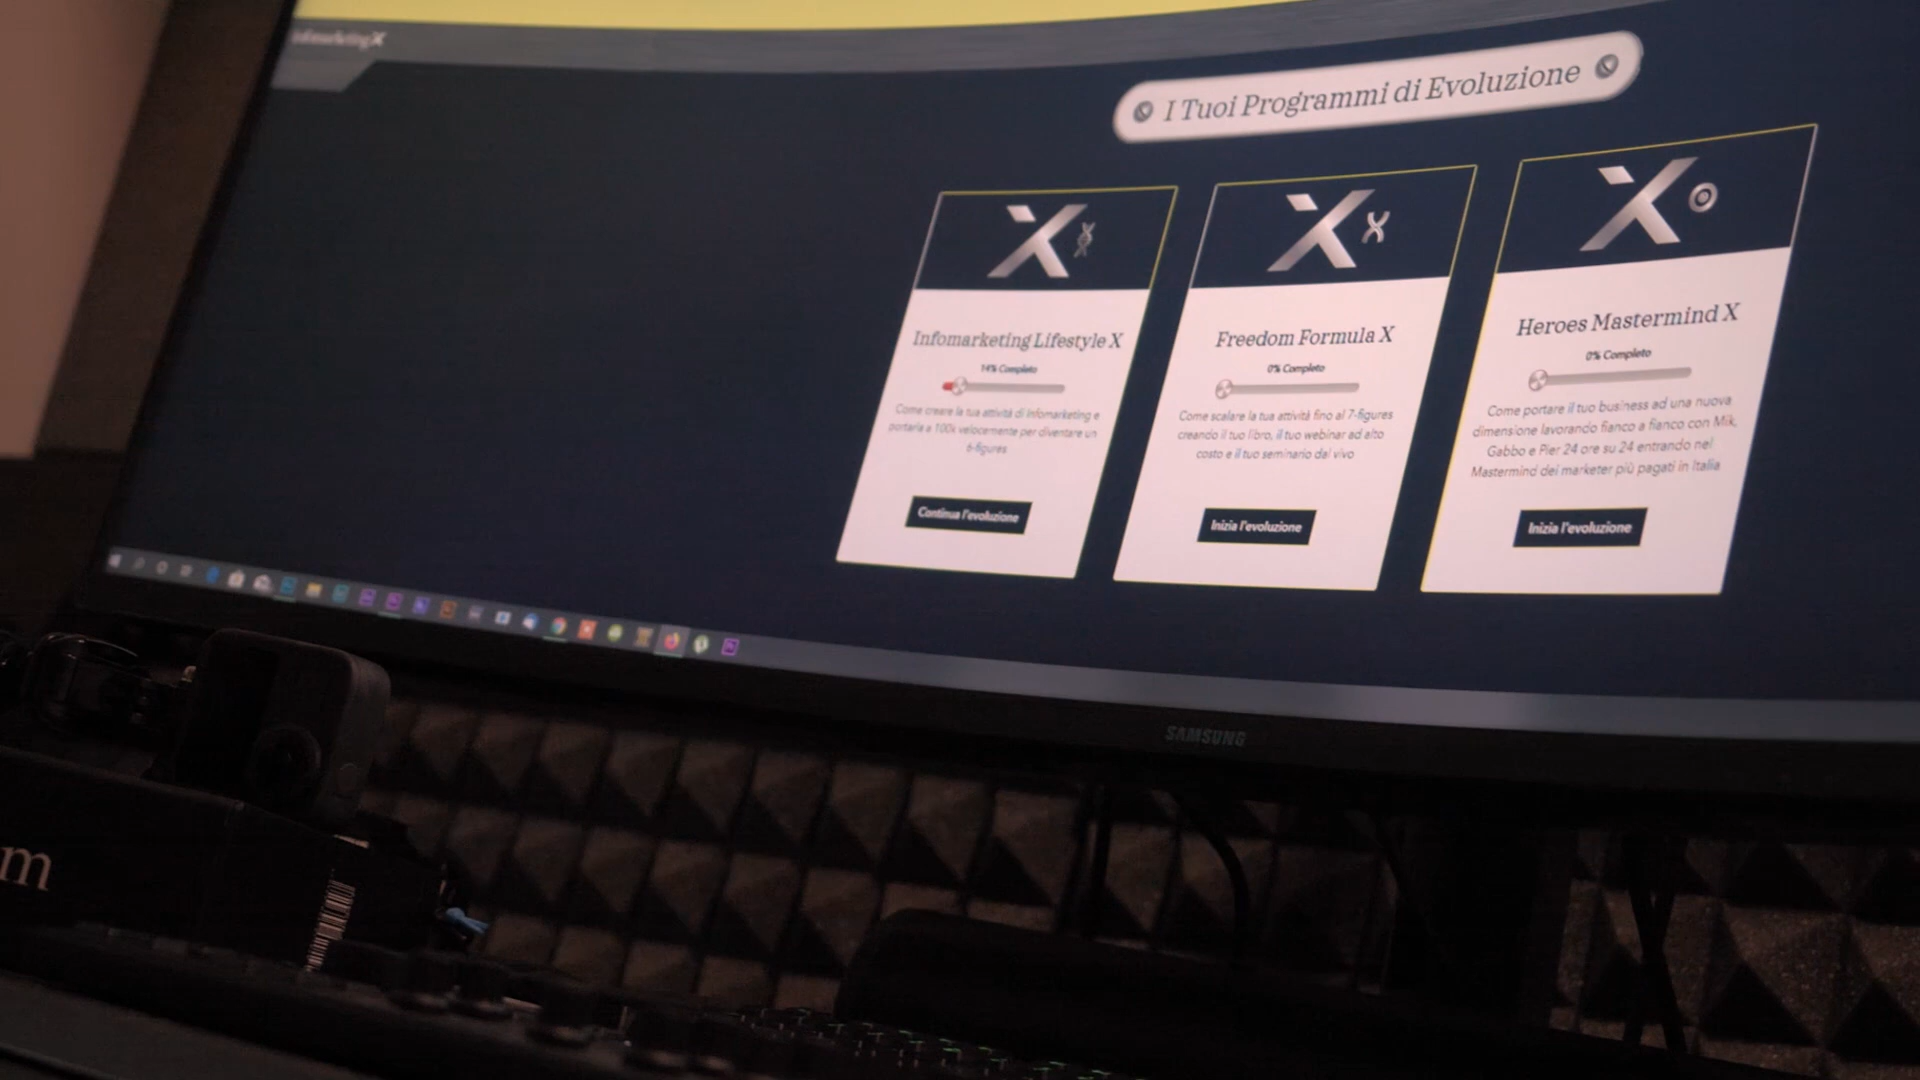 InfomarketingX
I Tuoi Programmi di Evoluzione
Infomarketing Lifestyle X
14% Completo
Come creare la tua attività di Infomarketing e
portarla a 100k velocemente per diventare un
6-figures
Continua l'evoluzione
Freedom Formula X
0% Completo
Come scalare la tua attività fino al 7-figures
creando il tuo libro, il tuo webinar ad alto
costo e il tuo seminario dal vivo
Inizia l'evoluzione
Heroes Mastermind X
0% Completo
Come portare il tuo business ad una nuova
dimensione lavorando fianco a fianco con Mik,
Gabbo e Pier 24 ore su 24 entrando nel
Mastermind dei marketer più pagati in Italia
Inizia l'evoluzione
SAMSUNG
m